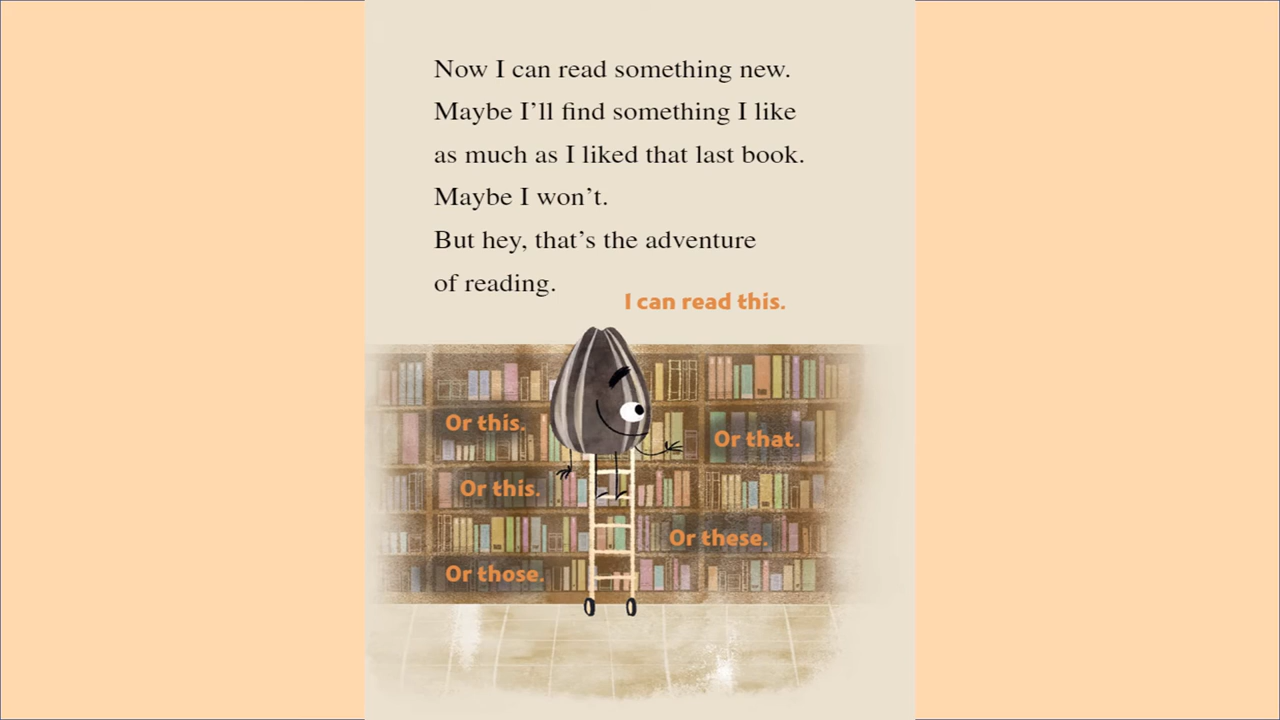 Now I can read something new.
Maybe I’ll find something I like
as much as I liked that last book.
Maybe I won’t.
But hey, that’s the adventure
of reading.
I can read this.
Or this.
Or that.
Or this.
Or these.
Or those.